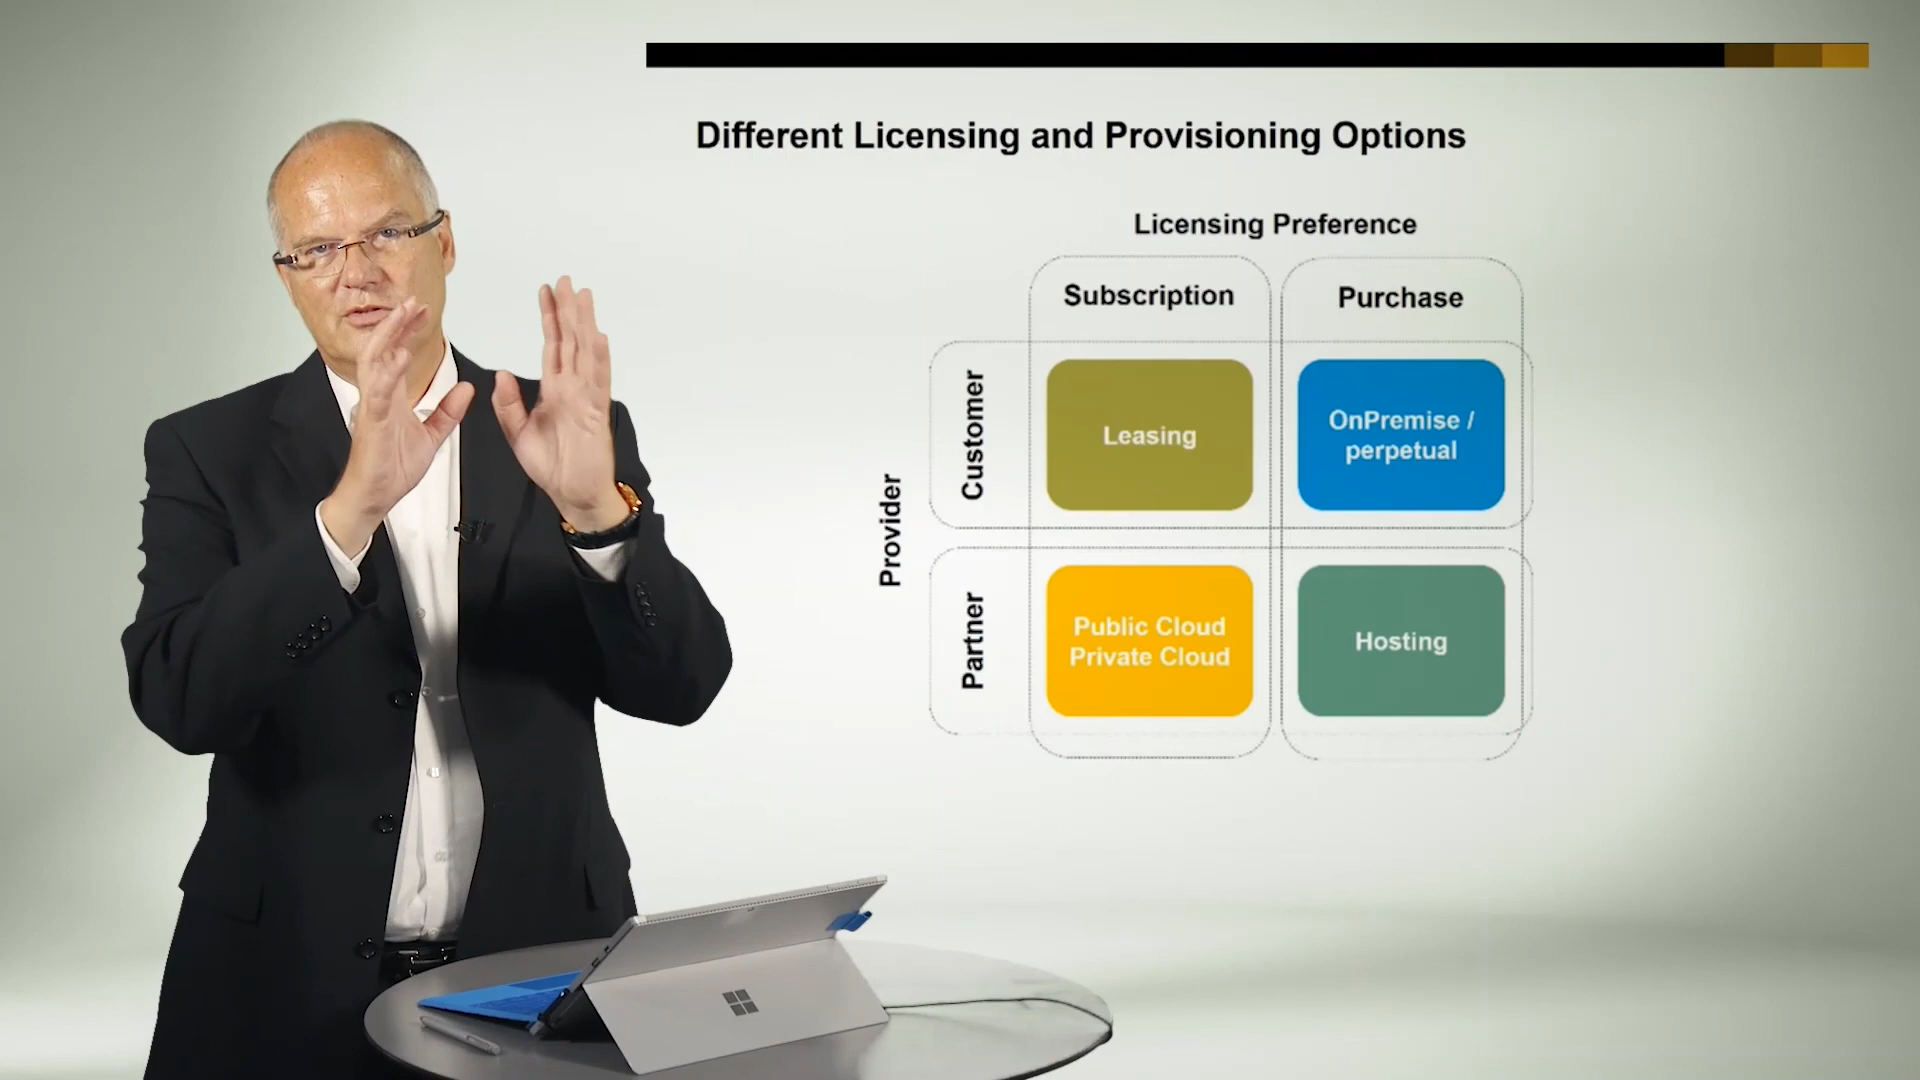 Different Licensing and Provisioning Options
Licensing Preference
Subscription
Purchase
Provider
Customer
Leasing
OnPremise /
perpetual
Partner
Public Cloud
Private Cloud
Hosting